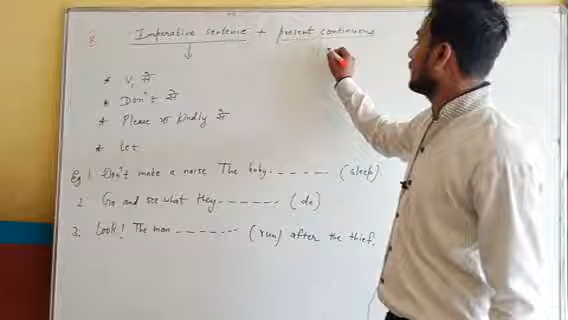 Imperative sentence + present continuous
* V₁ से
* Don't से
* Please या kindly से
* Let
Eg 1. Don't make a noise The baby - - - - - (sleep).
2. Go and see what they - - - - - - (do)
3. Look! The man - - - - - - (run) after the thief.